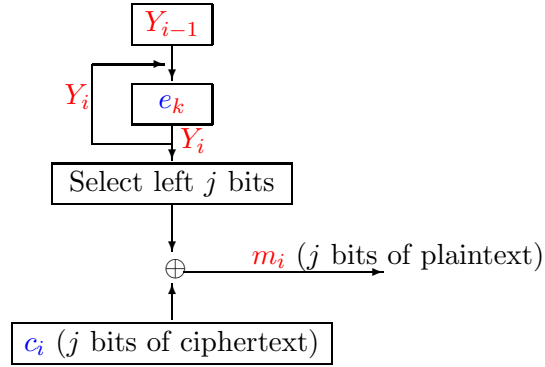 Y_{i−1}
Y_i
e_k
Y_i
Select left j bits
⊕
m_i (j bits of plaintext)
c_i (j bits of ciphertext)